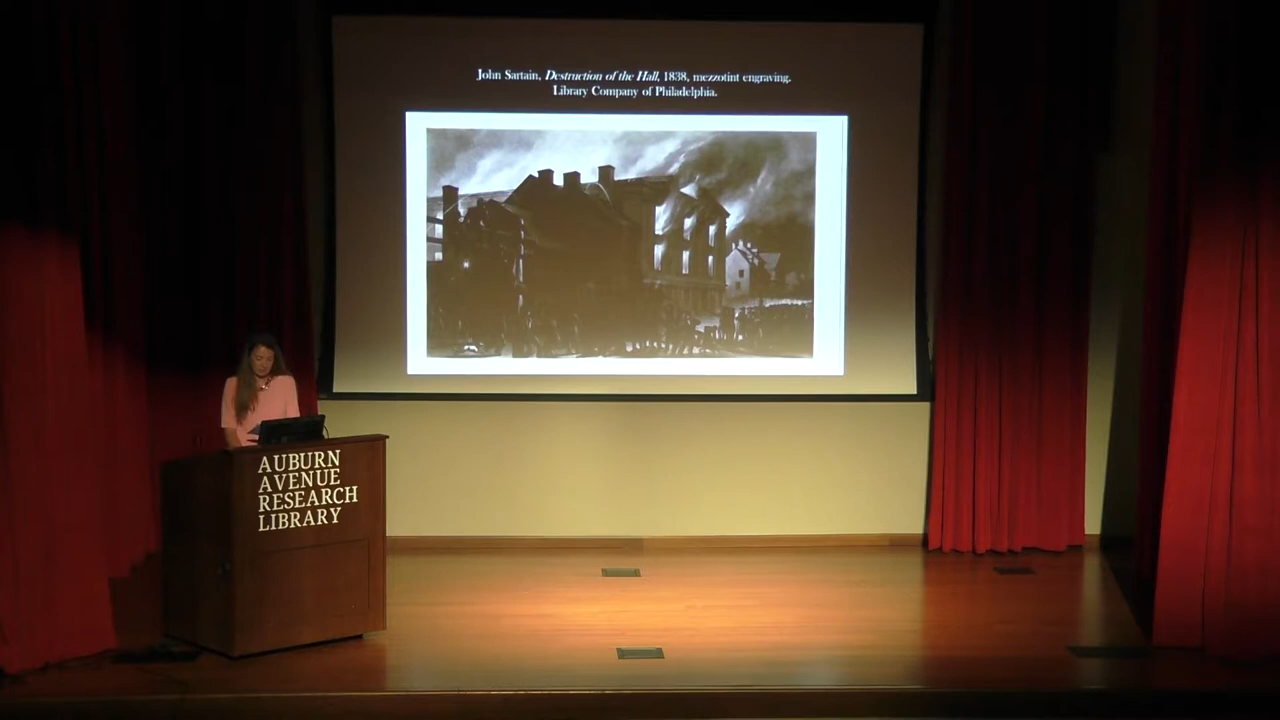 John Sartain, Destruction of the Hall, 1838, mezzotint engraving.
Library Company of Philadelphia.
AUBURN
AVENUE
RESEARCH
LIBRARY